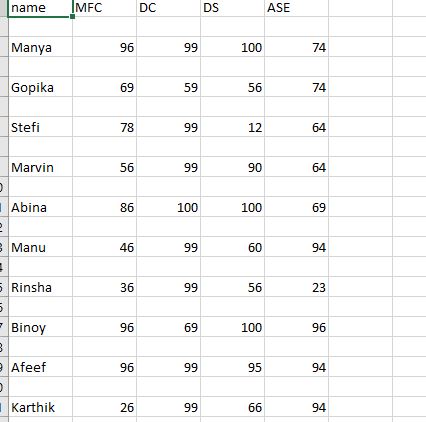 name MFC DC DS ASE
Manya 96 99 100 74
Gopika 69 59 56 74
Stefi 78 99 12 64
Marvin 56 99 90 64
Abina 86 100 100 69
Manu 46 99 60 94
Rinsha 36 99 56 23
Binoy 96 69 100 96
Afeef 96 99 95 94
Karthik 26 99 66 94